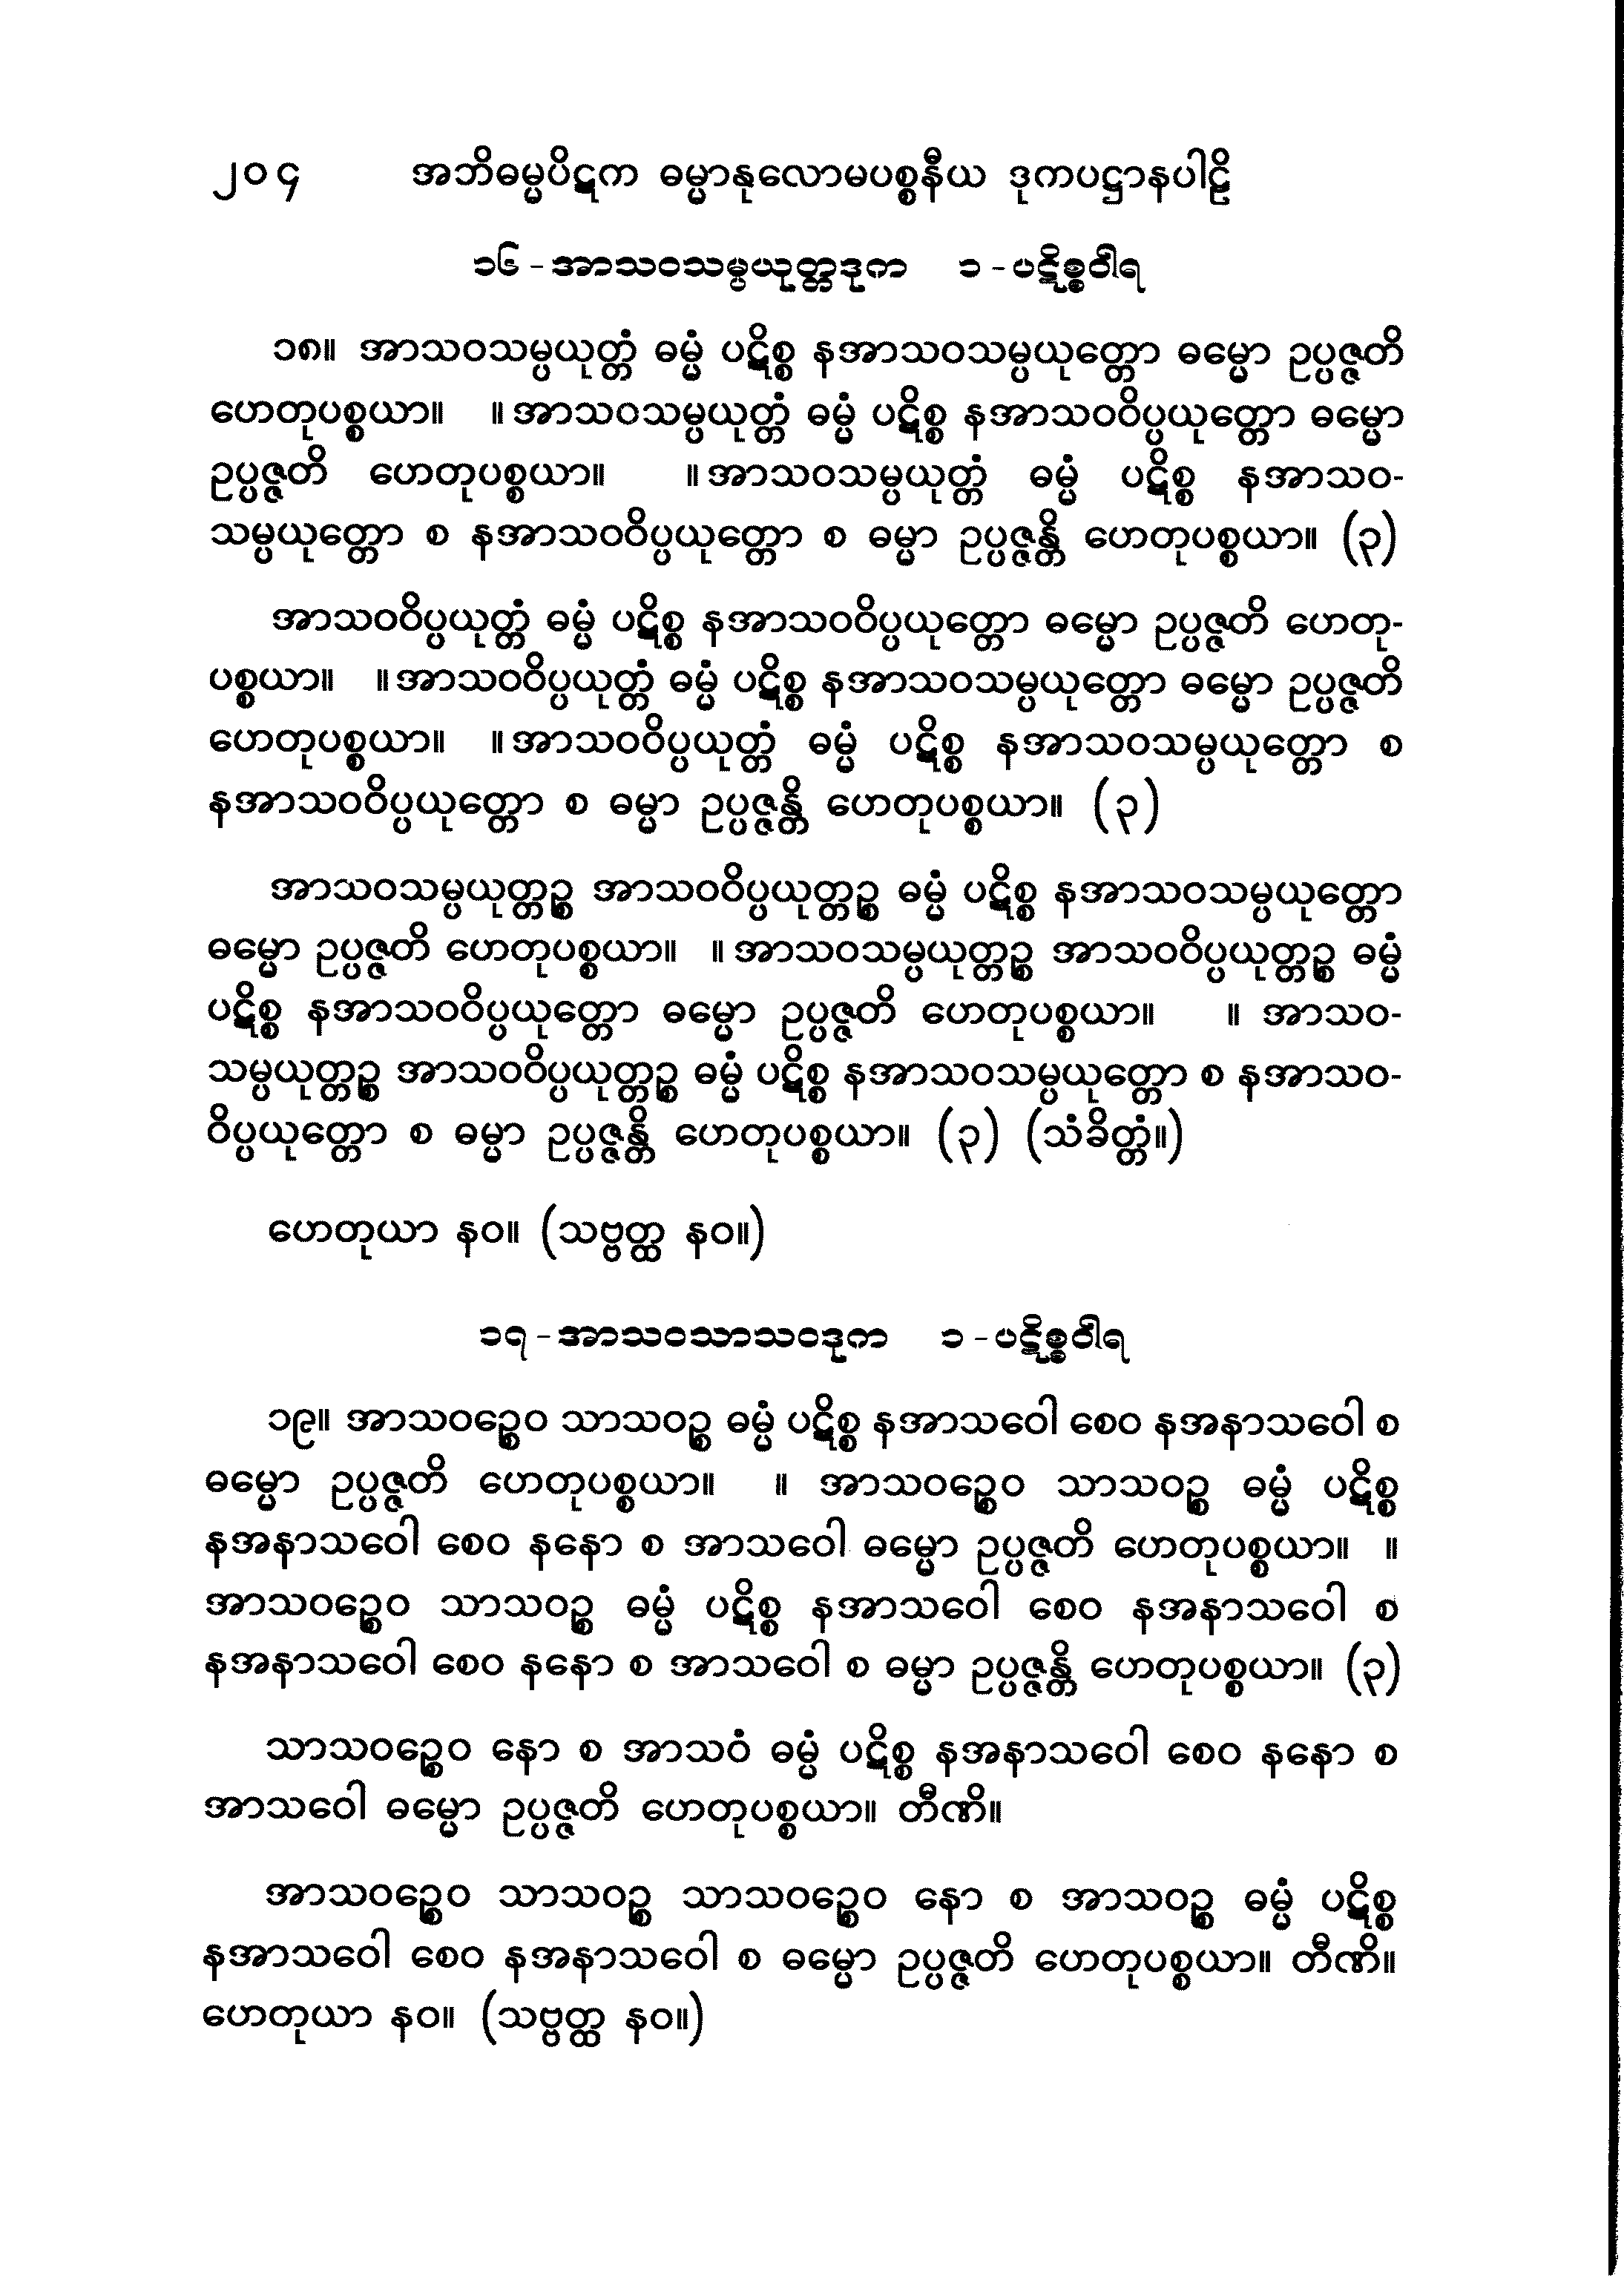 ၂၀၄ အဘိဓမ္မပိဋက ဓမ္မာနုလောမပစ္စနီယ ဒုကပဋ္ဌာနပါဠိ
၁၆-အာသဝသမ္ပယုတ္တဒုက ၁-ပဋိစ္စဝါရ
၁၈။ အာသဝသမ္ပယုတ္တံ ဓမ္မံ ပဋိစ္စ နအာသဝသမ္ပယုတ္တော ဓမ္မော ဥပ္ပဇ္ဇတိ
ဟေတုပစ္စယာ။ ။အာသဝသမ္ပယုတ္တံ ဓမ္မံ ပဋိစ္စ နအာသဝဝိပ္ပယုတ္တော ဓမ္မော
ဥပ္ပဇ္ဇတိ ဟေတုပစ္စယာ။ ။အာသဝသမ္ပယုတ္တံ ဓမ္မံ ပဋိစ္စ နအာသဝ-
သမ္ပယုတ္တော စ နအာသဝဝိပ္ပယုတ္တော စ ဓမ္မာ ဥပ္ပဇ္ဇန္တိ ဟေတုပစ္စယာ။ (၃)
အာသဝဝိပ္ပယုတ္တံ ဓမ္မံ ပဋိစ္စ နအာသဝဝိပ္ပယုတ္တော ဓမ္မော ဥပ္ပဇ္ဇတိ ဟေတု-
ပစ္စယာ။ ။အာသဝဝိပ္ပယုတ္တံ ဓမ္မံ ပဋိစ္စ နအာသဝသမ္ပယုတ္တော ဓမ္မော ဥပ္ပဇ္ဇတိ
ဟေတုပစ္စယာ။ ။အာသဝဝိပ္ပယုတ္တံ ဓမ္မံ ပဋိစ္စ နအာသဝသမ္ပယုတ္တော စ
နအာသဝဝိပ္ပယုတ္တော စ ဓမ္မာ ဥပ္ပဇ္ဇန္တိ ဟေတုပစ္စယာ။ (၃)
အာသဝသမ္ပယုတ္တဉ္စ အာသဝဝိပ္ပယုတ္တဉ္စ ဓမ္မံ ပဋိစ္စ နအာသဝသမ္ပယုတ္တော
ဓမ္မော ဥပ္ပဇ္ဇတိ ဟေတုပစ္စယာ။ ။အာသဝသမ္ပယုတ္တဉ္စ အာသဝဝိပ္ပယုတ္တဉ္စ ဓမ္မံ
ပဋိစ္စ နအာသဝဝိပ္ပယုတ္တော ဓမ္မော ဥပ္ပဇ္ဇတိ ဟေတုပစ္စယာ။ ။ အာသဝ-
သမ္ပယုတ္တဉ္စ အာသဝဝိပ္ပယုတ္တဉ္စ ဓမ္မံ ပဋိစ္စ နအာသဝသမ္ပယုတ္တော စ နအာသဝ-
ဝိပ္ပယုတ္တော စ ဓမ္မာ ဥပ္ပဇ္ဇန္တိ ဟေတုပစ္စယာ။ (၃) (သံခိတ္တံ။)
ဟေတုယာ နဝ။ (သဗ္ဗတ္ထ နဝ။)
၁၇-အာသဝသာသဝဒုက ၁-ပဋိစ္စဝါရ
၁၉။ အာသဝဉ္စေဝ သာသဝဉ္စ ဓမ္မံ ပဋိစ္စ နအာသဝေါ စေဝ နအနာသဝေါ စ
ဓမ္မော ဥပ္ပဇ္ဇတိ ဟေတုပစ္စယာ။ ။ အာသဝဉ္စေဝ သာသဝဉ္စ ဓမ္မံ ပဋိစ္စ
နအနာသဝေါ စေဝ နနော စ အာသဝေါ ဓမ္မော ဥပ္ပဇ္ဇတိ ဟေတုပစ္စယာ။ ။
အာသဝဉ္စေဝ သာသဝဉ္စ ဓမ္မံ ပဋိစ္စ နအာသဝေါ စေဝ နအနာသဝေါ စ
နအနာသဝေါ စေဝ နနော စ အာသဝေါ စ ဓမ္မာ ဥပ္ပဇ္ဇန္တိ ဟေတုပစ္စယာ။ (၃)
သာသဝဉ္စေဝ နော စ အာသဝံ ဓမ္မံ ပဋိစ္စ နအနာသဝေါ စေဝ နနော စ
အာသဝေါ ဓမ္မော ဥပ္ပဇ္ဇတိ ဟေတုပစ္စယာ။ တီဏိ။
အာသဝဉ္စေဝ သာသဝဉ္စ သာသဝဉ္စေဝ နော စ အာသဝဉ္စ ဓမ္မံ ပဋိစ္စ
နအာသဝေါ စေဝ နအနာသဝေါ စ ဓမ္မော ဥပ္ပဇ္ဇတိ ဟေတုပစ္စယာ။ တီဏိ။
ဟေတုယာ နဝ။ (သဗ္ဗတ္ထ နဝ။)